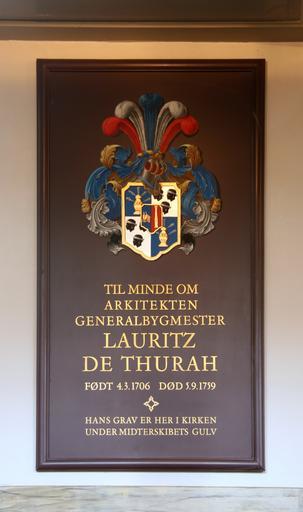 TIL MINDE OM
ARKITEKTEN
GENERALBYGMESTER
LAURITZ
DE THURAH
FØDT 4.3.1706 DØD 5.9.1759
HANS GRAV ER HER I KIRKEN
UNDER MIDTERSKIBETS GULV